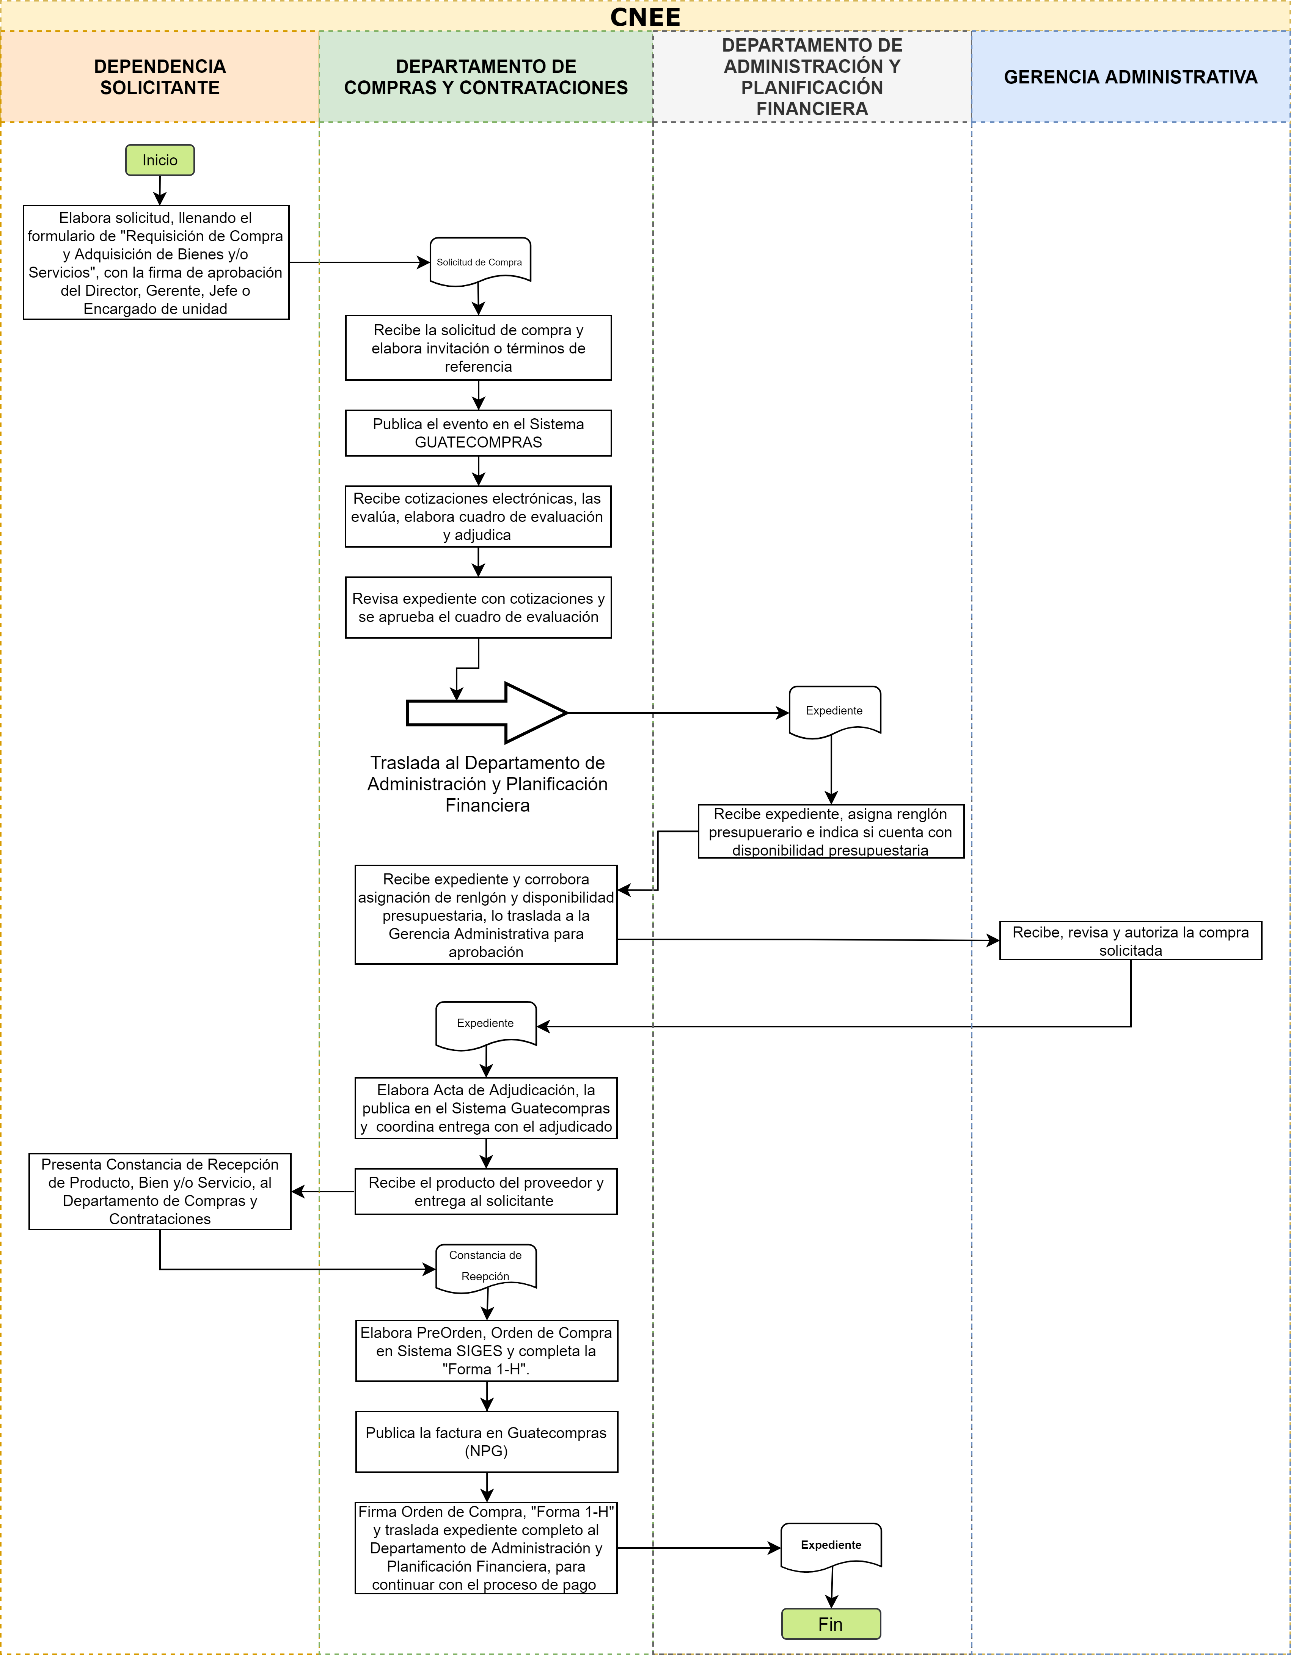 CNEE
DEPENDENCIA
SOLICITANTE
DEPARTAMENTO DE
COMPRAS Y CONTRATACIONES
DEPARTAMENTO DE
ADMINISTRACIÓN Y
PLANIFICACIÓN
FINANCIERA
GERENCIA ADMINISTRATIVA
Inicio
Elabora solicitud, llenando el
formulario de "Requisición de Compra
y Adquisición de Bienes y/o
Servicios", con la firma de aprobación
del Director, Gerente, Jefe o
Encargado de unidad
Solicitud de Compra
Recibe la solicitud de compra y
elabora invitación o términos de
referencia
Publica el evento en el Sistema
GUATECOMPRAS
Recibe cotizaciones electrónicas, las
evalúa, elabora cuadro de evaluación
y adjudica
Revisa expediente con cotizaciones y
se aprueba el cuadro de evaluación
Traslada al Departamento de
Administración y Planificación
Financiera
Expediente
Recibe expediente, asigna renglón
presupuerario e indica si cuenta con
disponibilidad presupuestaria
Recibe expediente y corrobora
asignación de renlgón y disponibilidad
presupuestaria, lo traslada a la
Gerencia Administrativa para
aprobación
Recibe, revisa y autoriza la compra
solicitada
Expediente
Elabora Acta de Adjudicación, la
publica en el Sistema Guatecompras
y coordina entrega con el adjudicado
Recibe el producto del proveedor y
entrega al solicitante
Presenta Constancia de Recepción
de Producto, Bien y/o Servicio, al
Departamento de Compras y
Contrataciones
Constancia de
Reepción
Elabora PreOrden, Orden de Compra
en Sistema SIGES y completa la
"Forma 1-H".
Publica la factura en Guatecompras
(NPG)
Firma Orden de Compra, "Forma 1-H"
y traslada expediente completo al
Departamento de Administración y
Planificación Financiera, para
continuar con el proceso de pago
Expediente
Fin